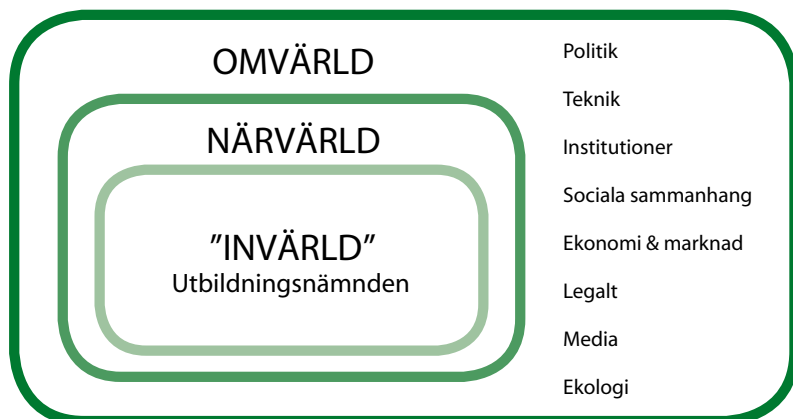 OMVÄRLD
NÄRVÄRLD
”INVÄRLD”
Utbildningsnämnden
Politik
Teknik
Institutioner
Sociala sammanhang
Ekonomi & marknad
Legalt
Media
Ekologi